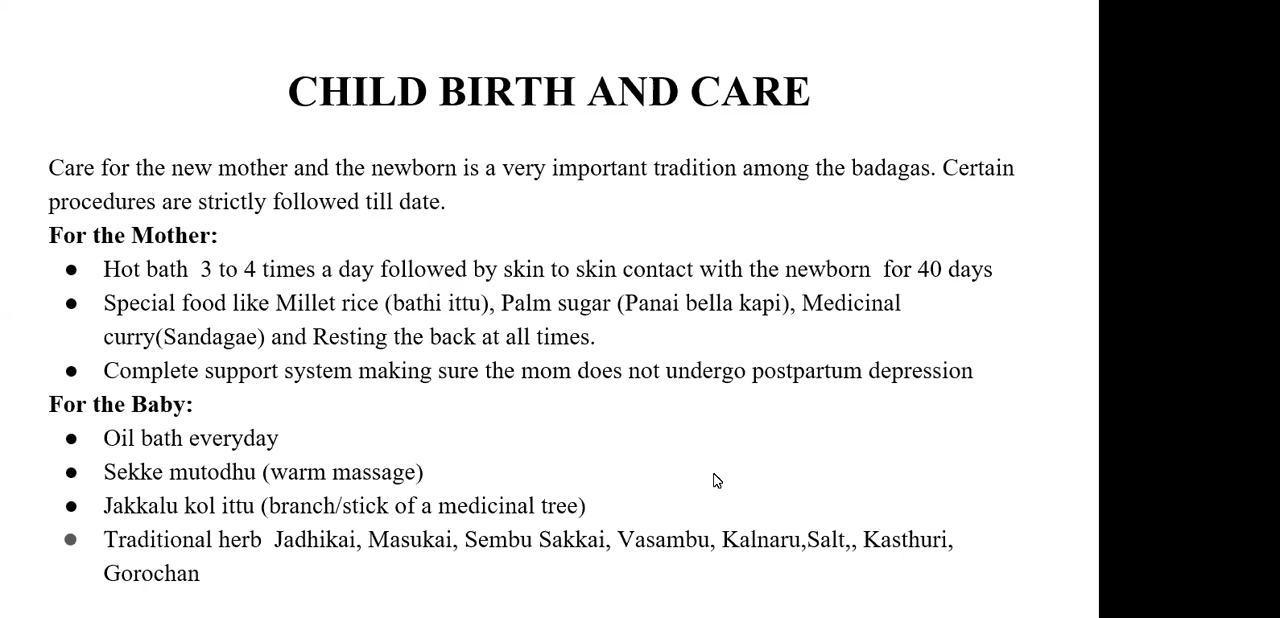 CHILD BIRTH AND CARE
Care for the new mother and the newborn is a very important tradition among the badagas. Certain
procedures are strictly followed till date.
For the Mother:
● Hot bath  3 to 4 times a day followed by skin to skin contact with the newborn  for 40 days
● Special food like Millet rice (bathi ittu), Palm sugar (Panai bella kapi), Medicinal
curry(Sandagae) and Resting the back at all times.
● Complete support system making sure the mom does not undergo postpartum depression
For the Baby:
● Oil bath everyday
● Sekke mutodhu (warm massage)
● Jakkalu kol ittu (branch/stick of a medicinal tree)
● Traditional herb  Jadhikai, Masukai, Sembu Sakkai, Vasambu, Kalnaru,Salt,, Kasthuri,
Gorochan